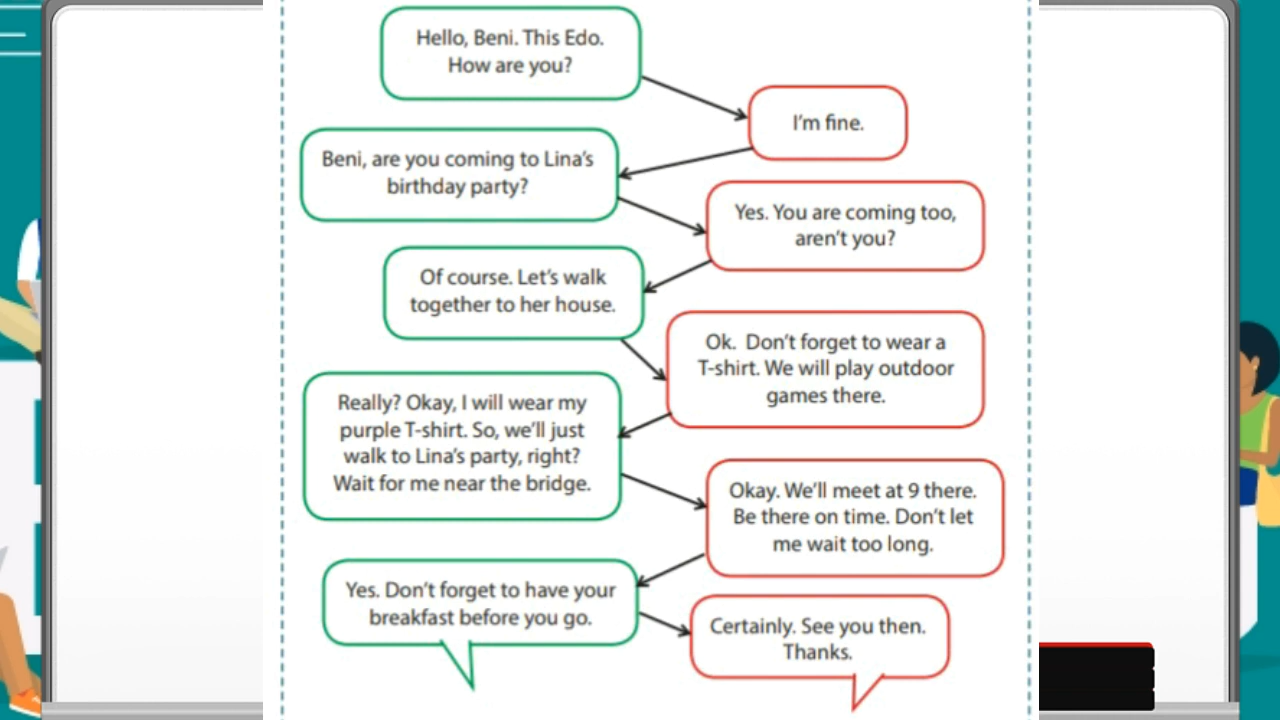 Hello, Beni. This Edo.
How are you?
I'm fine.
Beni, are you coming to Lina's
birthday party?
Yes. You are coming too,
aren't you?
Of course. Let's walk
together to her house.
Ok. Don't forget to wear a
T-shirt. We will play outdoor
games there.
Really? Okay, I will wear my
purple T-shirt. So, we'll just
walk to Lina's party, right?
Wait for me near the bridge.
Okay. We'll meet at 9 there.
Be there on time. Don't let
me wait too long.
Yes. Don't forget to have your
breakfast before you go.
Certainly. See you then.
Thanks.